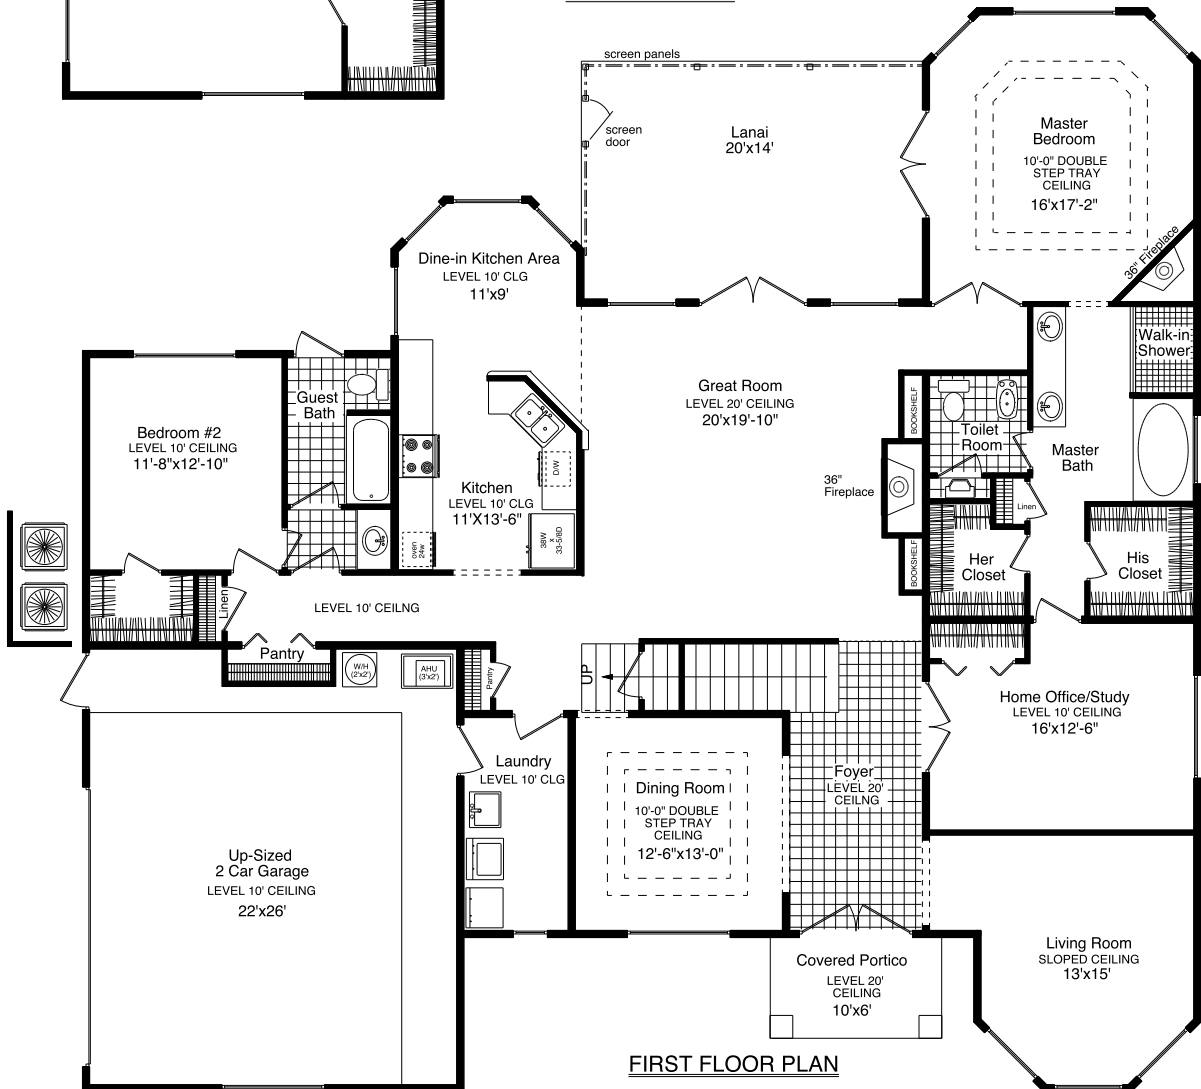 screen panels
screen
door
Lanai
20'x14'
Master
Bedroom
10'-0" DOUBLE
STEP TRAY
CEILING
16'x17'-2"
36" Fireplace
Dine-in Kitchen Area
LEVEL 10' CLG
11'x9'
Walk-in
Shower
Guest
Bath
Great Room
LEVEL 20' CEILING
20'x19'-10"
BOOKSHELF
Toilet
Room
Master
Bath
Bedroom #2
LEVEL 10' CEILING
11'-8"x12'-10"
D/W
Kitchen
LEVEL 10' CLG
11'X13'-6"
36"
Fireplace
Linen
oven
24w
38W
x
33-5/8D
BOOKSHELF
Her
Closet
His
Closet
Linen
LEVEL 10' CEILNG
Pantry
W/H
(2'x2')
AHU
(3'x2')
Pantry
UP
Home Office/Study
LEVEL 10' CEILING
16'x12'-6"
Laundry
LEVEL 10' CLG
Dining Room
10'-0" DOUBLE
STEP TRAY
CEILING
12'-6"x13'-0"
Foyer
LEVEL 20'
CEILNG
Up-Sized
2 Car Garage
LEVEL 10' CEILING
22'x26'
Covered Portico
LEVEL 20'
CEILING
10'x6'
Living Room
SLOPED CEILING
13'x15'
FIRST FLOOR PLAN